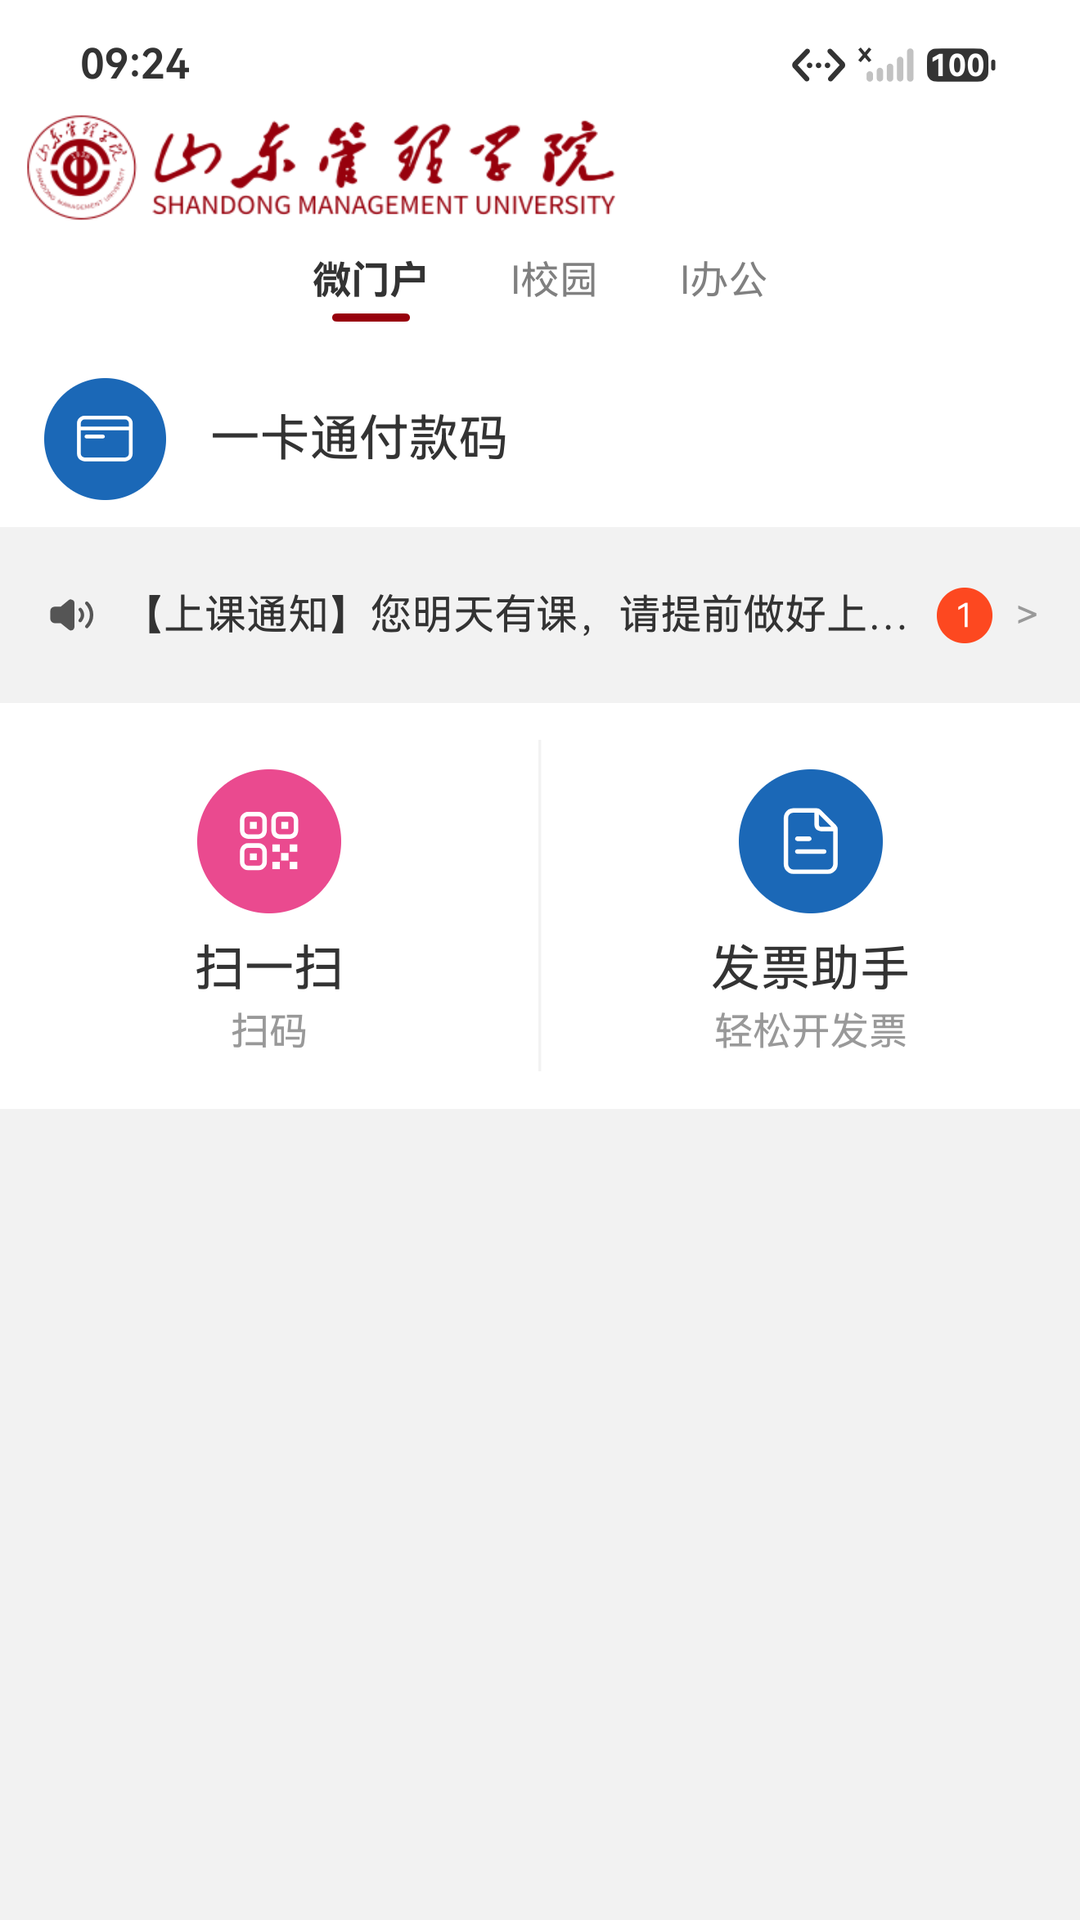 09:24
100
山东管理学院
SHANDONG MANAGEMENT UNIVERSITY
微门户
I校园
I办公
一卡通付款码
【上课通知】您明天有课，请提前做好上...
1
>
扫一扫
发票助手
扫码
轻松开发票